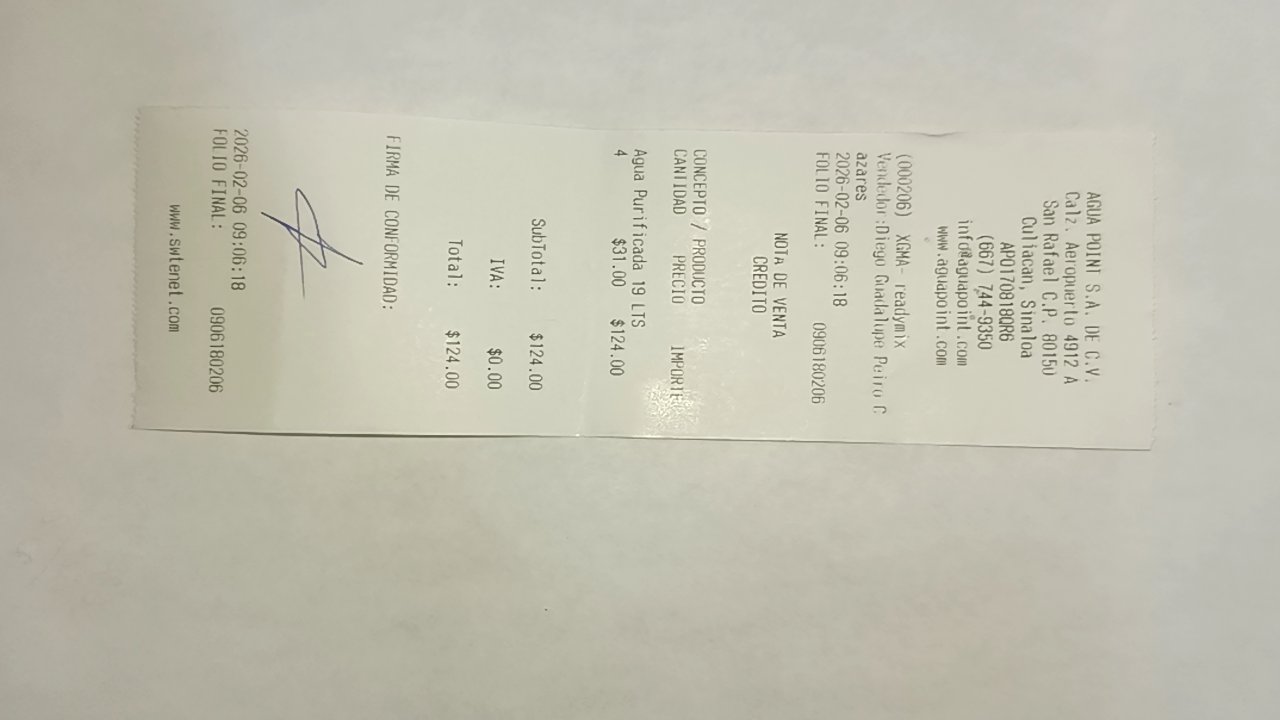 AGUA POINT S.A. DE C.V.
Calz. Aeropuerto 4912 A
San Rafael C.P. 80150
Culiacan, Sinaloa
APO170818QR6
(667) 744-9350
info@aguapoint.com
www.aguapoint.com
(000206) XGMA- readymix
Vendedor:Diego Guadalupe Peiro C
azares
2026-02-06 09:06:18
FOLIO FINAL: 0906180206
NOTA DE VENTA
CREDITO
CONCEPTO / PRODUCTO
CANTIDAD PRECIO IMPORTE
Agua Purificada 19 LTS
4 $31.00 $124.00
SubTotal: $124.00
IVA: $0.00
Total: $124.00
FIRMA DE CONFORMIDAD:
2026-02-06 09:06:18
FOLIO FINAL: 0906180206
www.swtenet.com